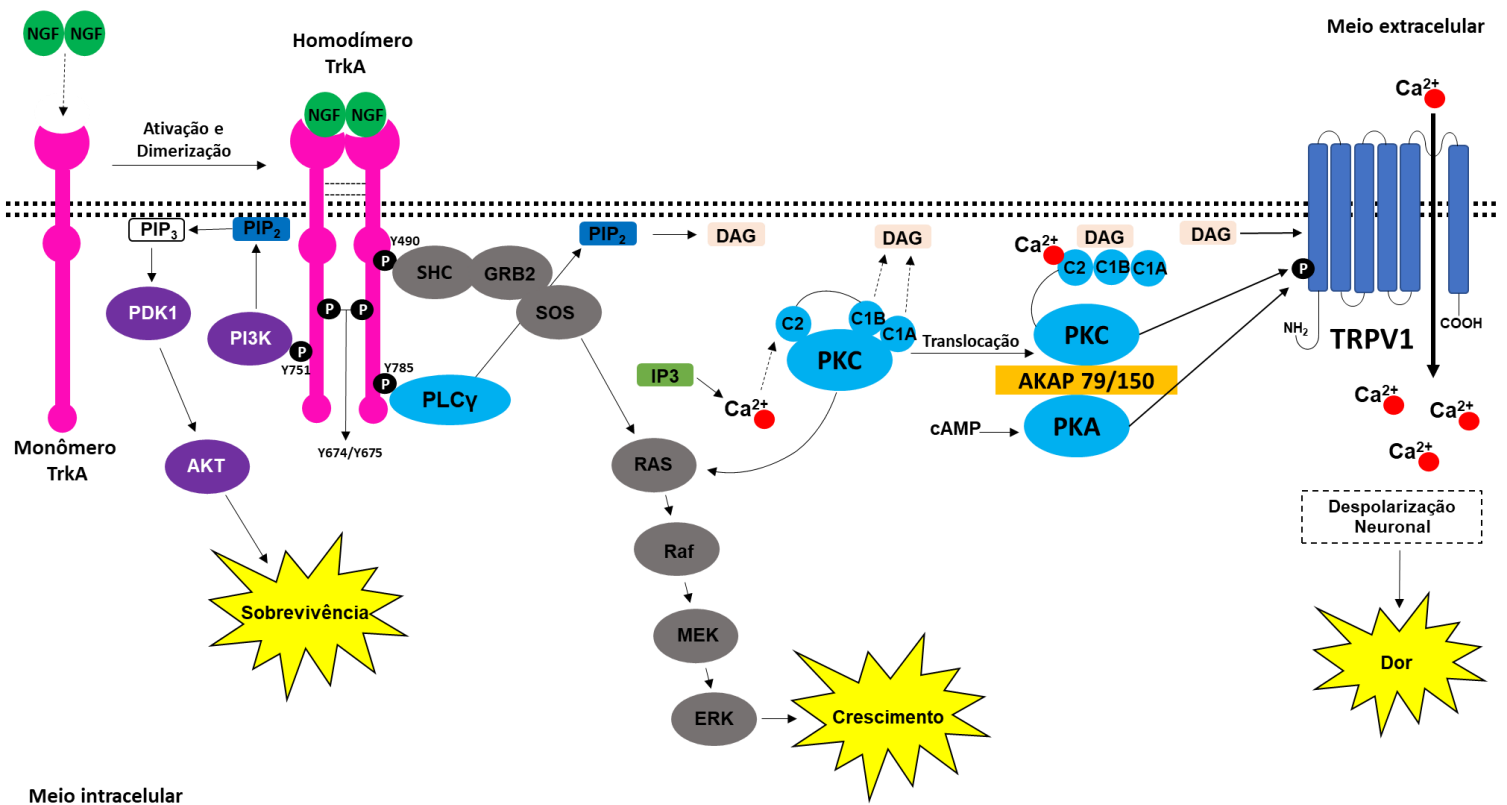 NGF NGF
Homodímero
TrkA
Meio extracelular
NGF NGF
Ca2+
Ativação e
Dimerização
PIP3
PIP2
Y490
PIP2
DAG
DAG
Ca2+
DAG
DAG
SHC
GRB2
C2
C1B
C1A
P
P
PDK1
SOS
C2
C1B
C1A
P
P
PI3K
P
Y751
Y785
P
PLCγ
PKC
Translocação
PKC
NH2
TRPV1
COOH
IP3
Ca2+
AKAP 79/150
cAMP
PKA
Ca2+
Ca2+
Ca2+
Monômero
TrkA
Y674/Y675
AKT
RAS
Despolarização
Neuronal
Raf
Sobrevivência
MEK
Dor
ERK
Crescimento
Meio intracelular